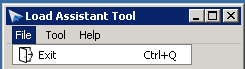 Load Assistant Tool
File Tool Help
Exit Ctrl+Q